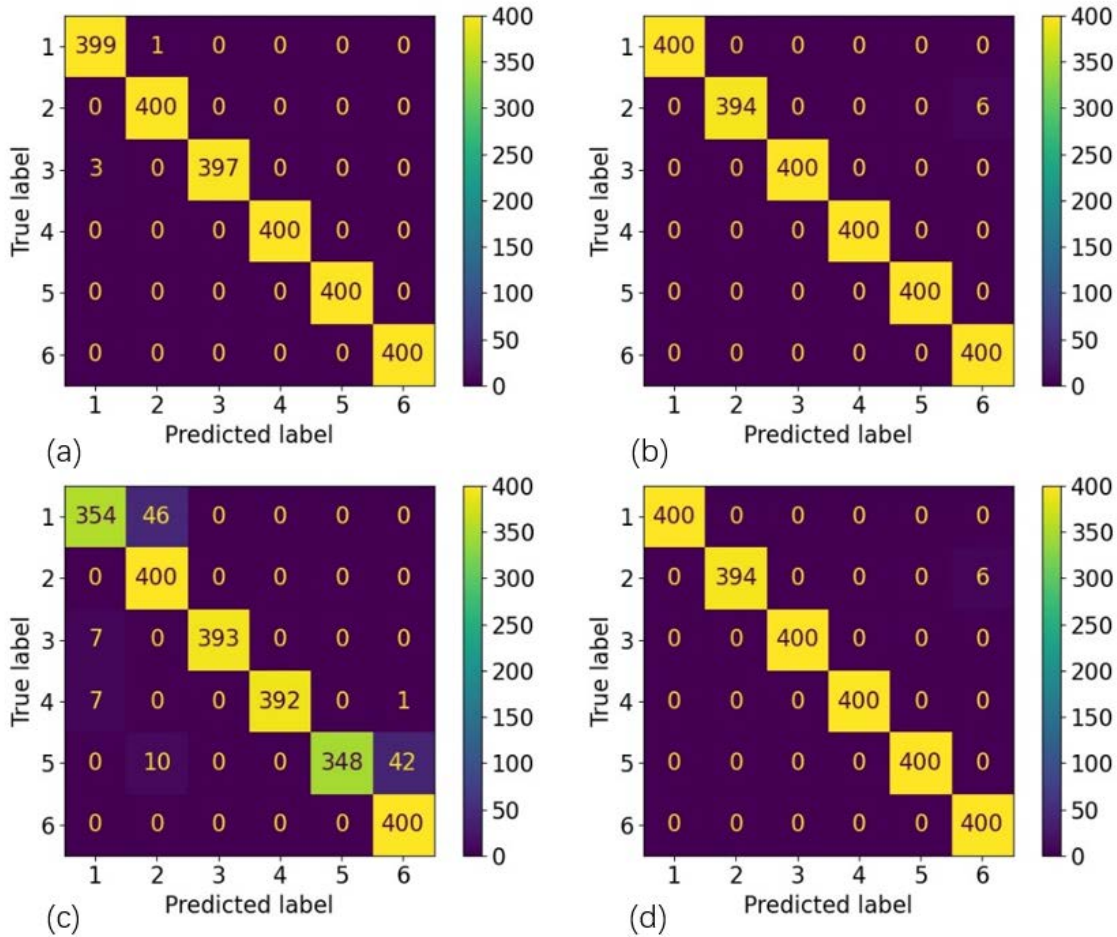 True label
1 399 1 0 0 0 0
2 0 400 0 0 0 0
3 3 0 397 0 0 0
4 0 0 0 400 0 0
5 0 0 0 0 400 0
6 0 0 0 0 0 400
1 2 3 4 5 6
Predicted label
400
350
300
250
200
150
100
50
0
(a)
True label
1 400 0 0 0 0 0
2 0 394 0 0 0 6
3 0 0 400 0 0 0
4 0 0 0 400 0 0
5 0 0 0 0 400 0
6 0 0 0 0 0 400
1 2 3 4 5 6
Predicted label
400
350
300
250
200
150
100
50
0
(b)
True label
1 354 46 0 0 0 0
2 0 400 0 0 0 0
3 7 0 393 0 0 0
4 7 0 0 392 0 1
5 0 10 0 0 348 42
6 0 0 0 0 0 400
1 2 3 4 5 6
Predicted label
400
350
300
250
200
150
100
50
0
(c)
True label
1 400 0 0 0 0 0
2 0 394 0 0 0 6
3 0 0 400 0 0 0
4 0 0 0 400 0 0
5 0 0 0 0 400 0
6 0 0 0 0 0 400
1 2 3 4 5 6
Predicted label
400
350
300
250
200
150
100
50
0
(d)